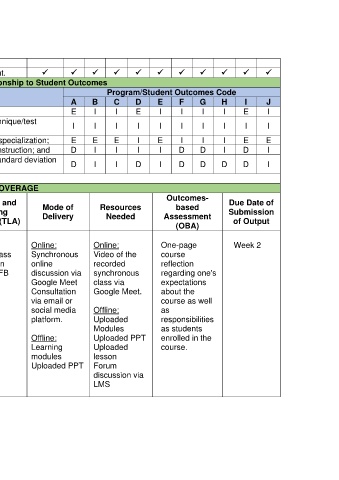 nt. ✓ ✓ ✓ ✓ ✓ ✓ ✓ ✓ ✓ ✓
onship to Student Outcomes
Program/Student Outcomes Code
A B C D E F G H I J
E I I E I I I I E I
hnique/test
I I I I I I I I I I
specialization; E E E I E I I I E E
nstruction; and D I I I I D D I D I
andard deviation
D I I D I D D D D I
OVERAGE
and
ng
(TLA)
Mode of
Delivery
Resources
Needed
Outcomes-
based
Assessment
(OBA)
Due Date of
Submission
of Output
ass
n
FB
Online:
Synchronous
online
discussion via
Google Meet
Consultation
via email or
social media
platform.
Offline:
Learning
modules
Uploaded PPT
Online:
Video of the
recorded
synchronous
class via
Google Meet.
Offline:
Uploaded
Modules
Uploaded PPT
Uploaded
lesson
Forum
discussion via
LMS
One-page
course
reflection
regarding one's
expectations
about the
course as well
as
responsibilities
as students
enrolled in the
course.
Week 2